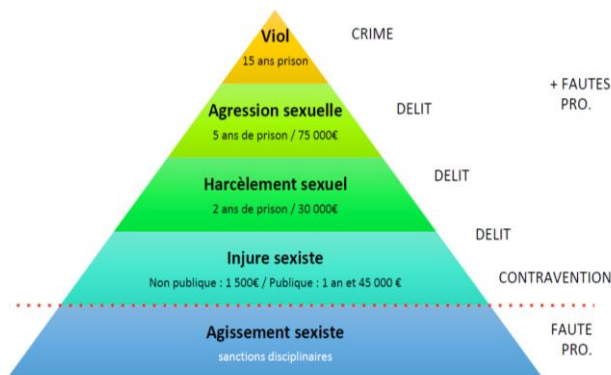 Viol
15 ans prison
CRIME
+ FAUTES
PRO.
Agression sexuelle
5 ans de prison / 75 000€
DELIT
Harcèlement sexuel
2 ans de prison / 30 000€
DELIT
DELIT
Injure sexiste
Non publique : 1 500€ / Publique : 1 an et 45 000 €
CONTRAVENTION
Agissement sexiste
sanctions disciplinaires
FAUTE
PRO.